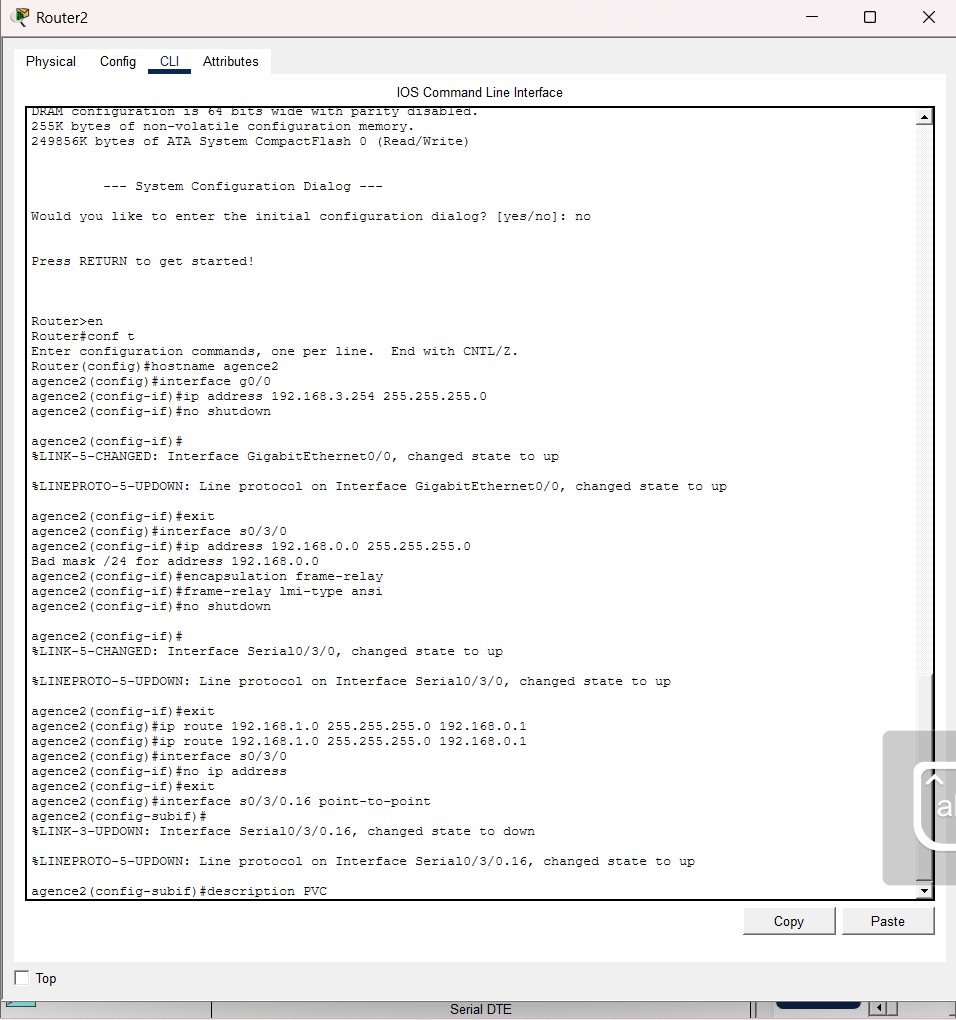 Router2
Physical Config CLI Attributes
IOS Command Line Interface
DRAM configuration is 64 bits wide with parity disabled.
255K bytes of non-volatile configuration memory.
249856K bytes of ATA System CompactFlash 0 (Read/Write)
--- System Configuration Dialog ---
Would you like to enter the initial configuration dialog? [yes/no]: no
Press RETURN to get started!
Router>en
Router#conf t
Enter configuration commands, one per line.  End with CNTL/Z.
Router(config)#hostname agence2
agence2(config)#interface g0/0
agence2(config-if)#ip address 192.168.3.254 255.255.255.0
agence2(config-if)#no shutdown
agence2(config-if)#
%LINK-5-CHANGED: Interface GigabitEthernet0/0, changed state to up
%LINEPROTO-5-UPDOWN: Line protocol on Interface GigabitEthernet0/0, changed state to up
agence2(config-if)#exit
agence2(config)#interface s0/3/0
agence2(config-if)#ip address 192.168.0.0 255.255.255.0
Bad mask /24 for address 192.168.0.0
agence2(config-if)#encapsulation frame-relay
agence2(config-if)#frame-relay lmi-type ansi
agence2(config-if)#no shutdown
agence2(config-if)#
%LINK-5-CHANGED: Interface Serial0/3/0, changed state to up
%LINEPROTO-5-UPDOWN: Line protocol on Interface Serial0/3/0, changed state to up
agence2(config-if)#exit
agence2(config)#ip route 192.168.1.0 255.255.255.0 192.168.0.1
agence2(config)#ip route 192.168.1.0 255.255.255.0 192.168.0.1
agence2(config)#interface s0/3/0
agence2(config-if)#no ip address
agence2(config-if)#exit
agence2(config)#interface s0/3/0.16 point-to-point
agence2(config-subif)#
%LINK-3-UPDOWN: Interface Serial0/3/0.16, changed state to down
%LINEPROTO-5-UPDOWN: Line protocol on Interface Serial0/3/0.16, changed state to up
agence2(config-subif)#description PVC
Copy Paste
Top
Serial DTE